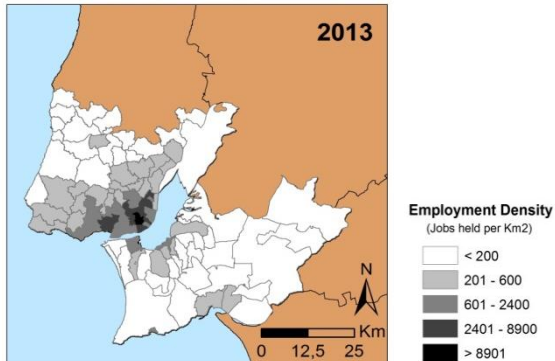 2013
Employment Density
(Jobs held per Km2)
< 200
201 - 600
601 - 2400
2401 - 8900
> 8901
N
Km
0 12,5 25